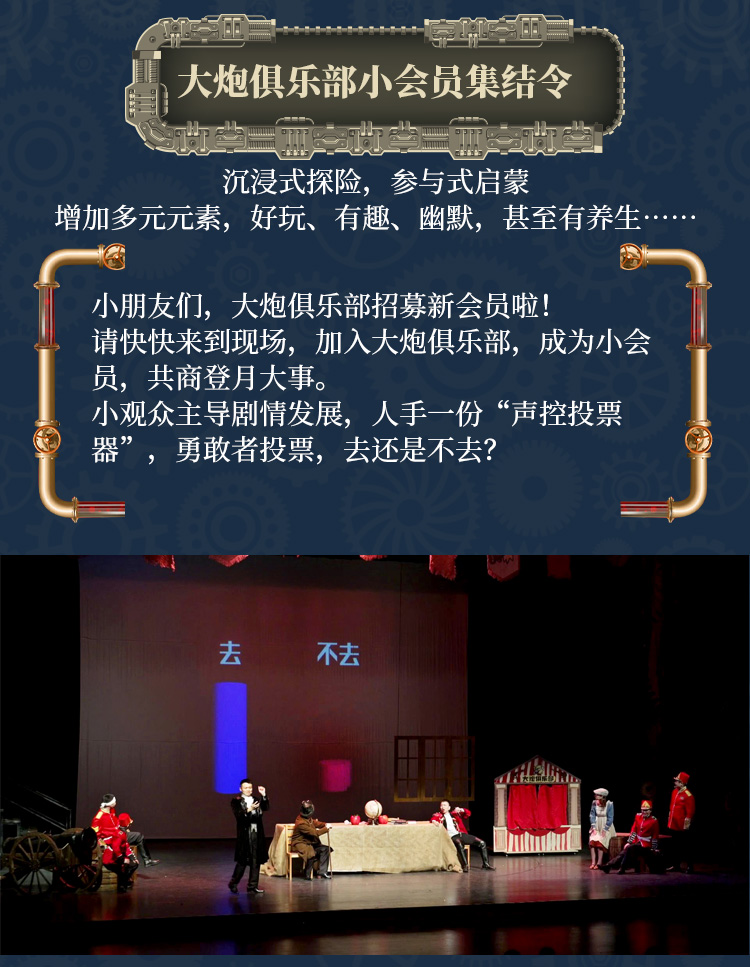 大炮俱乐部小会员集结令
沉浸式探险，参与式启蒙
增加多元元素，好玩、有趣、幽默，甚至有养生……
小朋友们，大炮俱乐部招募新会员啦！
请快快来到现场，加入大炮俱乐部，成为小会
员，共商登月大事。
小观众主导剧情发展，人手一份“声控投票
器”，勇敢者投票，去还是不去？
去 不去
大炮俱乐部